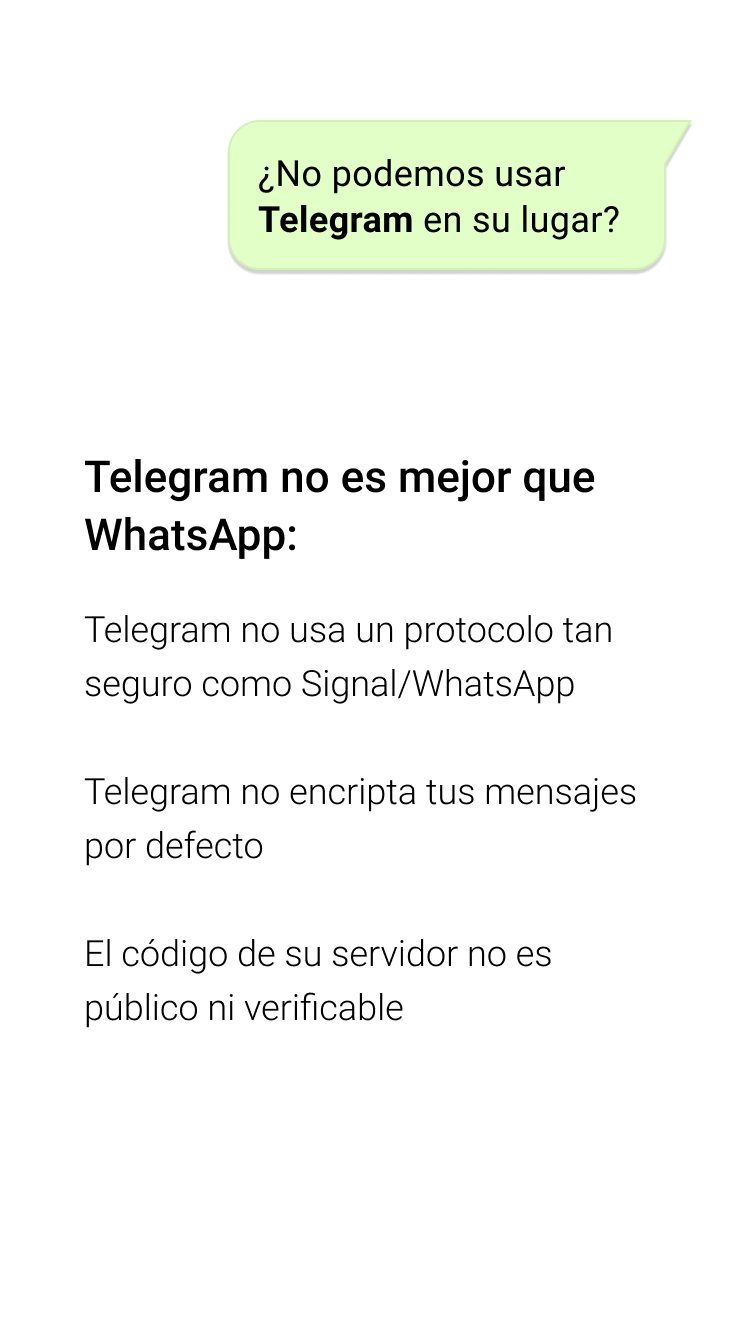 ¿No podemos usar
Telegram en su lugar?
Telegram no es mejor que
WhatsApp:
Telegram no usa un protocolo tan
seguro como Signal/WhatsApp
Telegram no encripta tus mensajes
por defecto
El código de su servidor no es
público ni verificable